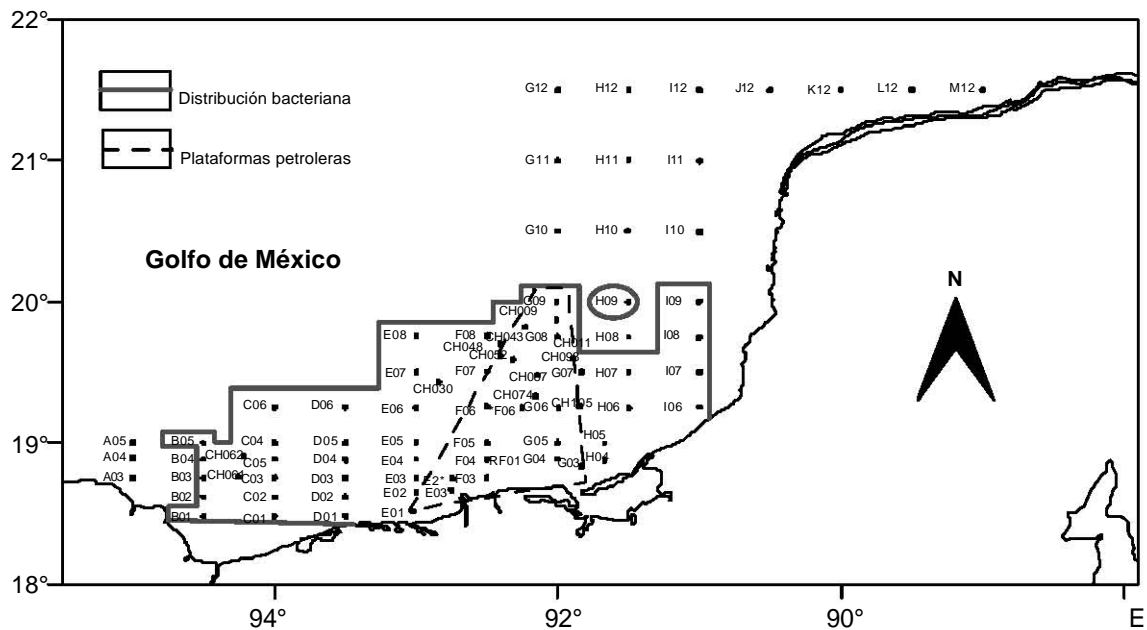 22°
G12 H12 I12 J12 K12 L12 M12
Distribución bacteriana
Plataformas petroleras
21°
G11 H11 I11
G10 H10 I10
Golfo de México
N
20°
G09 H09 I09
CH009
E08 F08 CH043 G08 H08 I08
CH048 CH052 CH011
CH098
E07 F07 G07 H07 I07
CH030 CH074 CH105
C06 D06 E06 F06 F06 G06 H06 I06
19°
A05 B05 C04 D05 E05 F05 G05 H05
A04 B04 CH062 C05 D04 E04 F04 RF01 G04 G03 H04
A03 B03 C03 D03 E03 E2* F03
B02 C02 D02 E02 E03*
B01 C01 D01 E01
18°
94° 92° 90° E